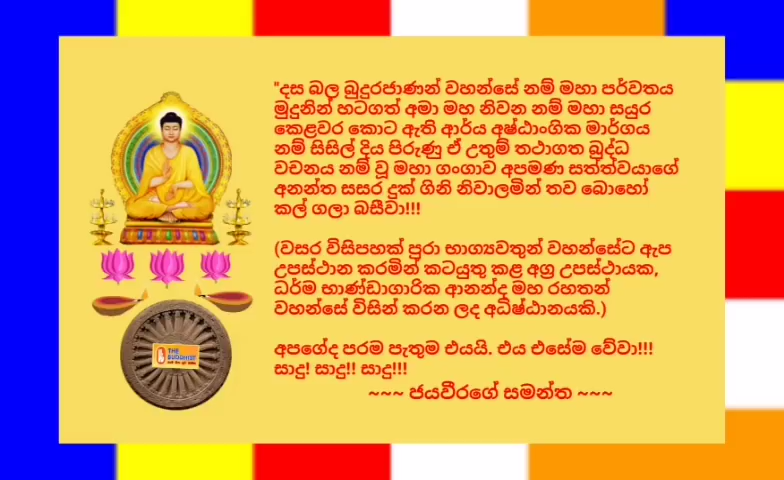 "දස බල බුදුරජාණන් වහන්සේ නම් මහා පර්වතය
මුදුනින් හටගත් අමා මහ නිවන නම් මහා සයුර
කෙළවර කොට ඇති ආර්ය අෂ්ඨාංගික මාර්ගය
නම් සිසිල් දිය පිරුණු ඒ උතුම් තථාගත බුද්ධ
වචනය නම් වූ මහා ගංගාව අපමණ සත්ත්වයාගේ
අනන්ත සසර දුක් ගිනි නිවාලමින් තව බොහෝ
කල් ගලා බසීවා!!!
(වසර විසිපහක් පුරා භාග්‍යවතුන් වහන්සේට ඇප
උපස්ථාන කරමින් කටයුතු කළ අග්‍ර උපස්ථායක,
ධර්ම භාණ්ඩාගාරික ආනන්ද මහ රහතන්
වහන්සේ විසින් කරන ලද අධිෂ්ඨානයකි.)
අපගේද පරම පැතුම එයයි. එය එසේම වේවා!!!
සාදු! සාදු!! සාදු!!!
~~~ ජයවීරගේ සමන්ත ~~~
THE
BUDDHIST